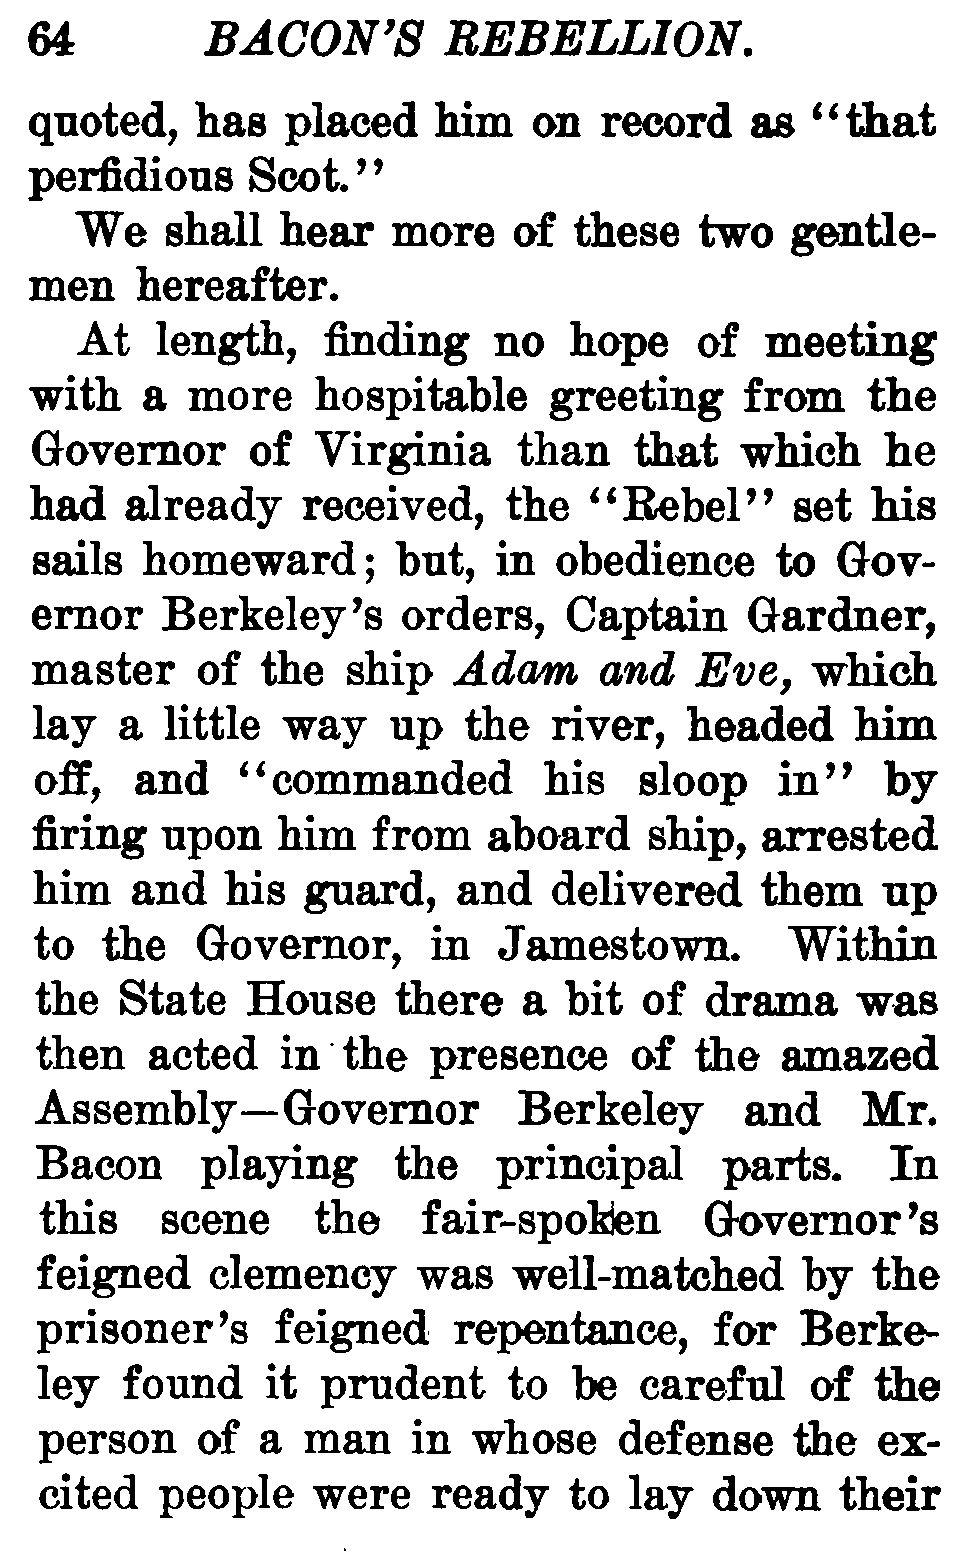 64 BACON'S REBELLION.
quoted, has placed him on record as "that
perfidious Scot."
We shall hear more of these two gentle-
men hereafter.
At length, finding no hope of meeting
with a more hospitable greeting from the
Governor of Virginia than that which he
had already received, the "Rebel" set his
sails homeward; but, in obedience to Gov-
ernor Berkeley's orders, Captain Gardner,
master of the ship Adam and Eve, which
lay a little way up the river, headed him
off, and "commanded his sloop in" by
firing upon him from aboard ship, arrested
him and his guard, and delivered them up
to the Governor, in Jamestown. Within
the State House there a bit of drama was
then acted in the presence of the amazed
Assembly—Governor Berkeley and Mr.
Bacon playing the principal parts. In
this scene the fair-spoken Governor's
feigned clemency was well-matched by the
prisoner's feigned repentance, for Berke-
ley found it prudent to be careful of the
person of a man in whose defense the ex-
cited people were ready to lay down their